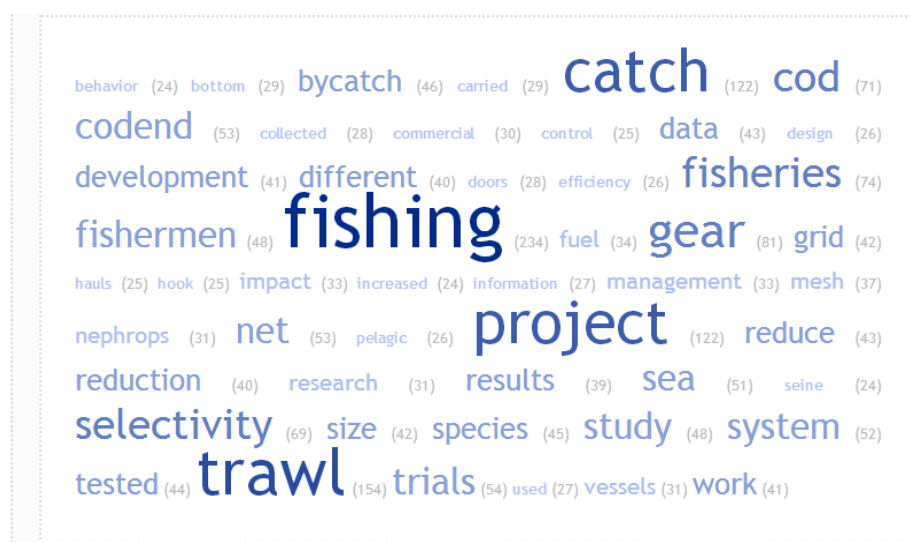 behavior (24) bottom (29) bycatch (46) carried (29) catch (122) cod (71)
codend (53) collected (28) commercial (30) control (25) data (43) design (26)
development (41) different (40) doors (28) efficiency (26) fisheries (74)
fishermen (48) fishing (234) fuel (34) gear (81) grid (42)
hauls (25) hook (25) impact (33) increased (24) information (27) management (33) mesh (37)
nephrops (31) net (53) pelagic (26) project (122) reduce (43)
reduction (40) research (31) results (39) sea (51) seine (24)
selectivity (69) size (42) species (45) study (48) system (52)
tested (44) trawl (154) trials (54) used (27) vessels (31) work (41)